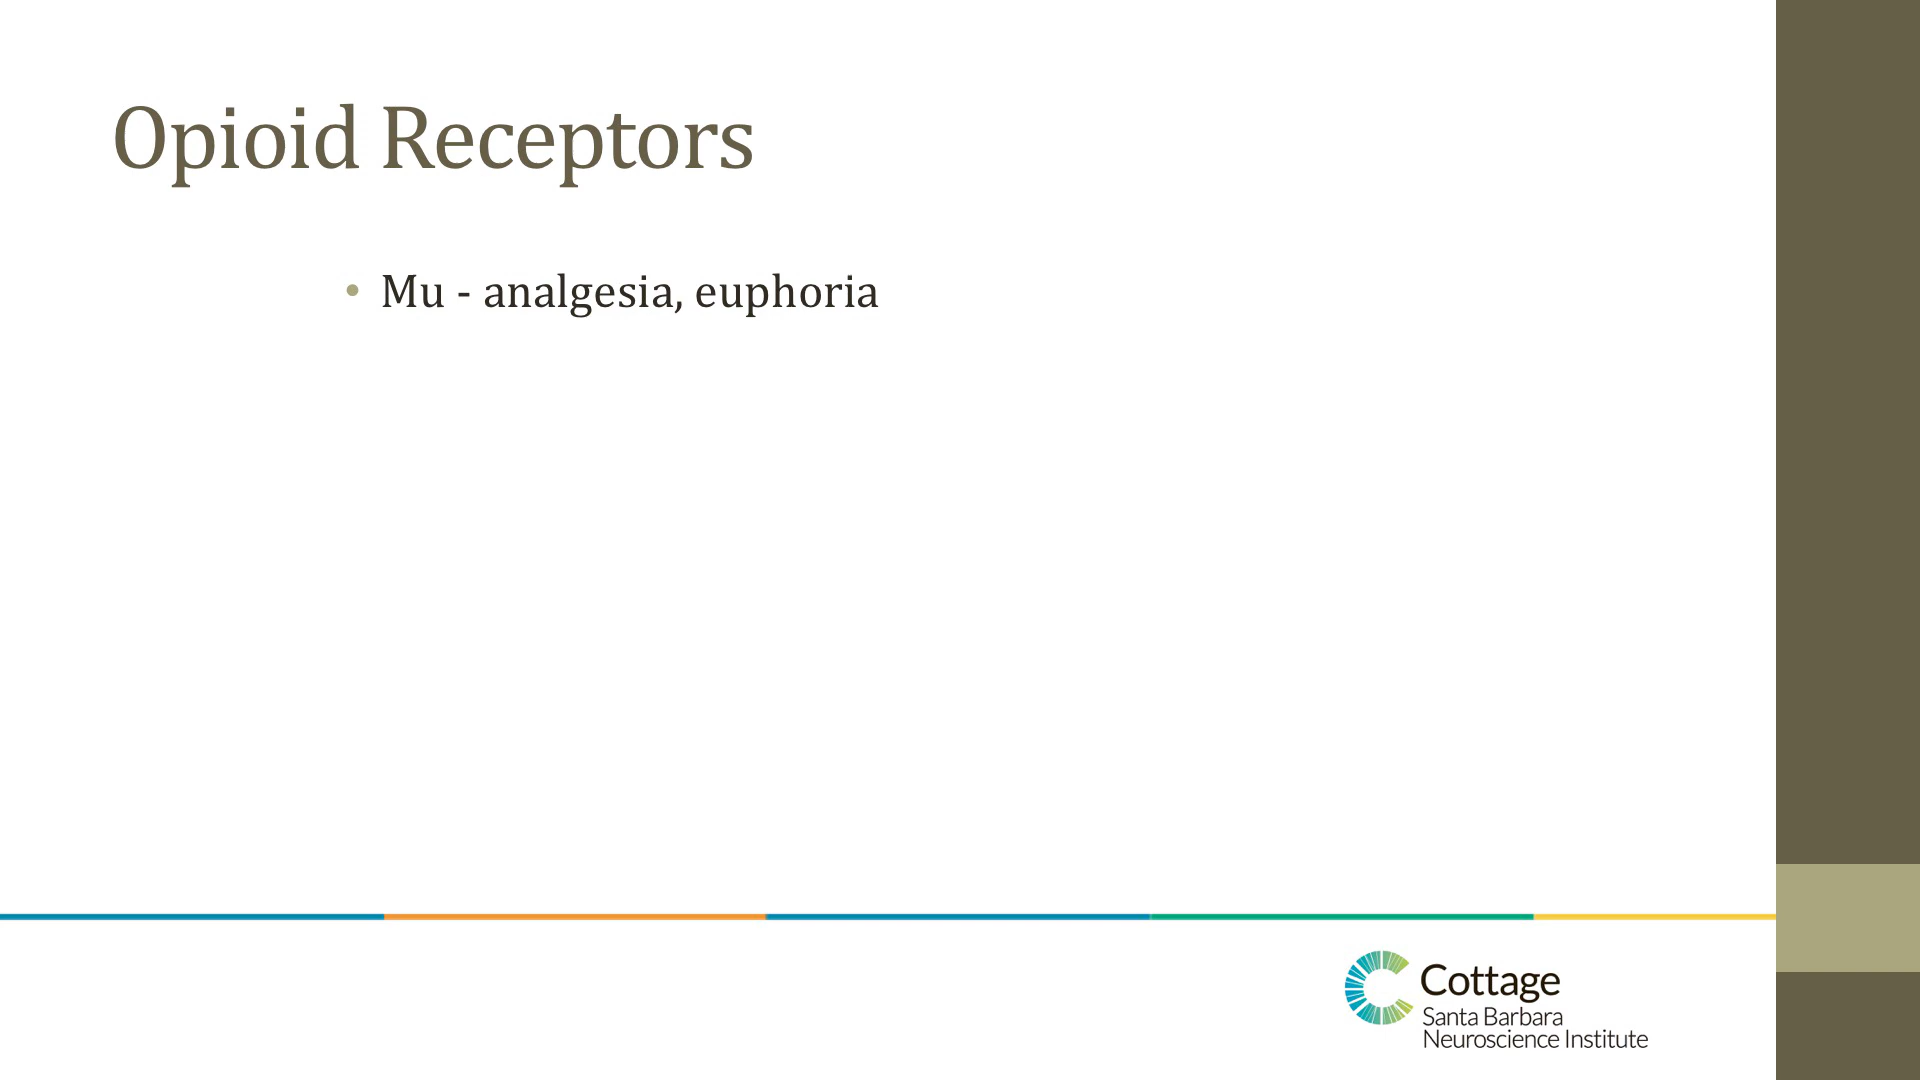 Opioid Receptors
• Mu - analgesia, euphoria
Cottage
Santa Barbara
Neuroscience Institute